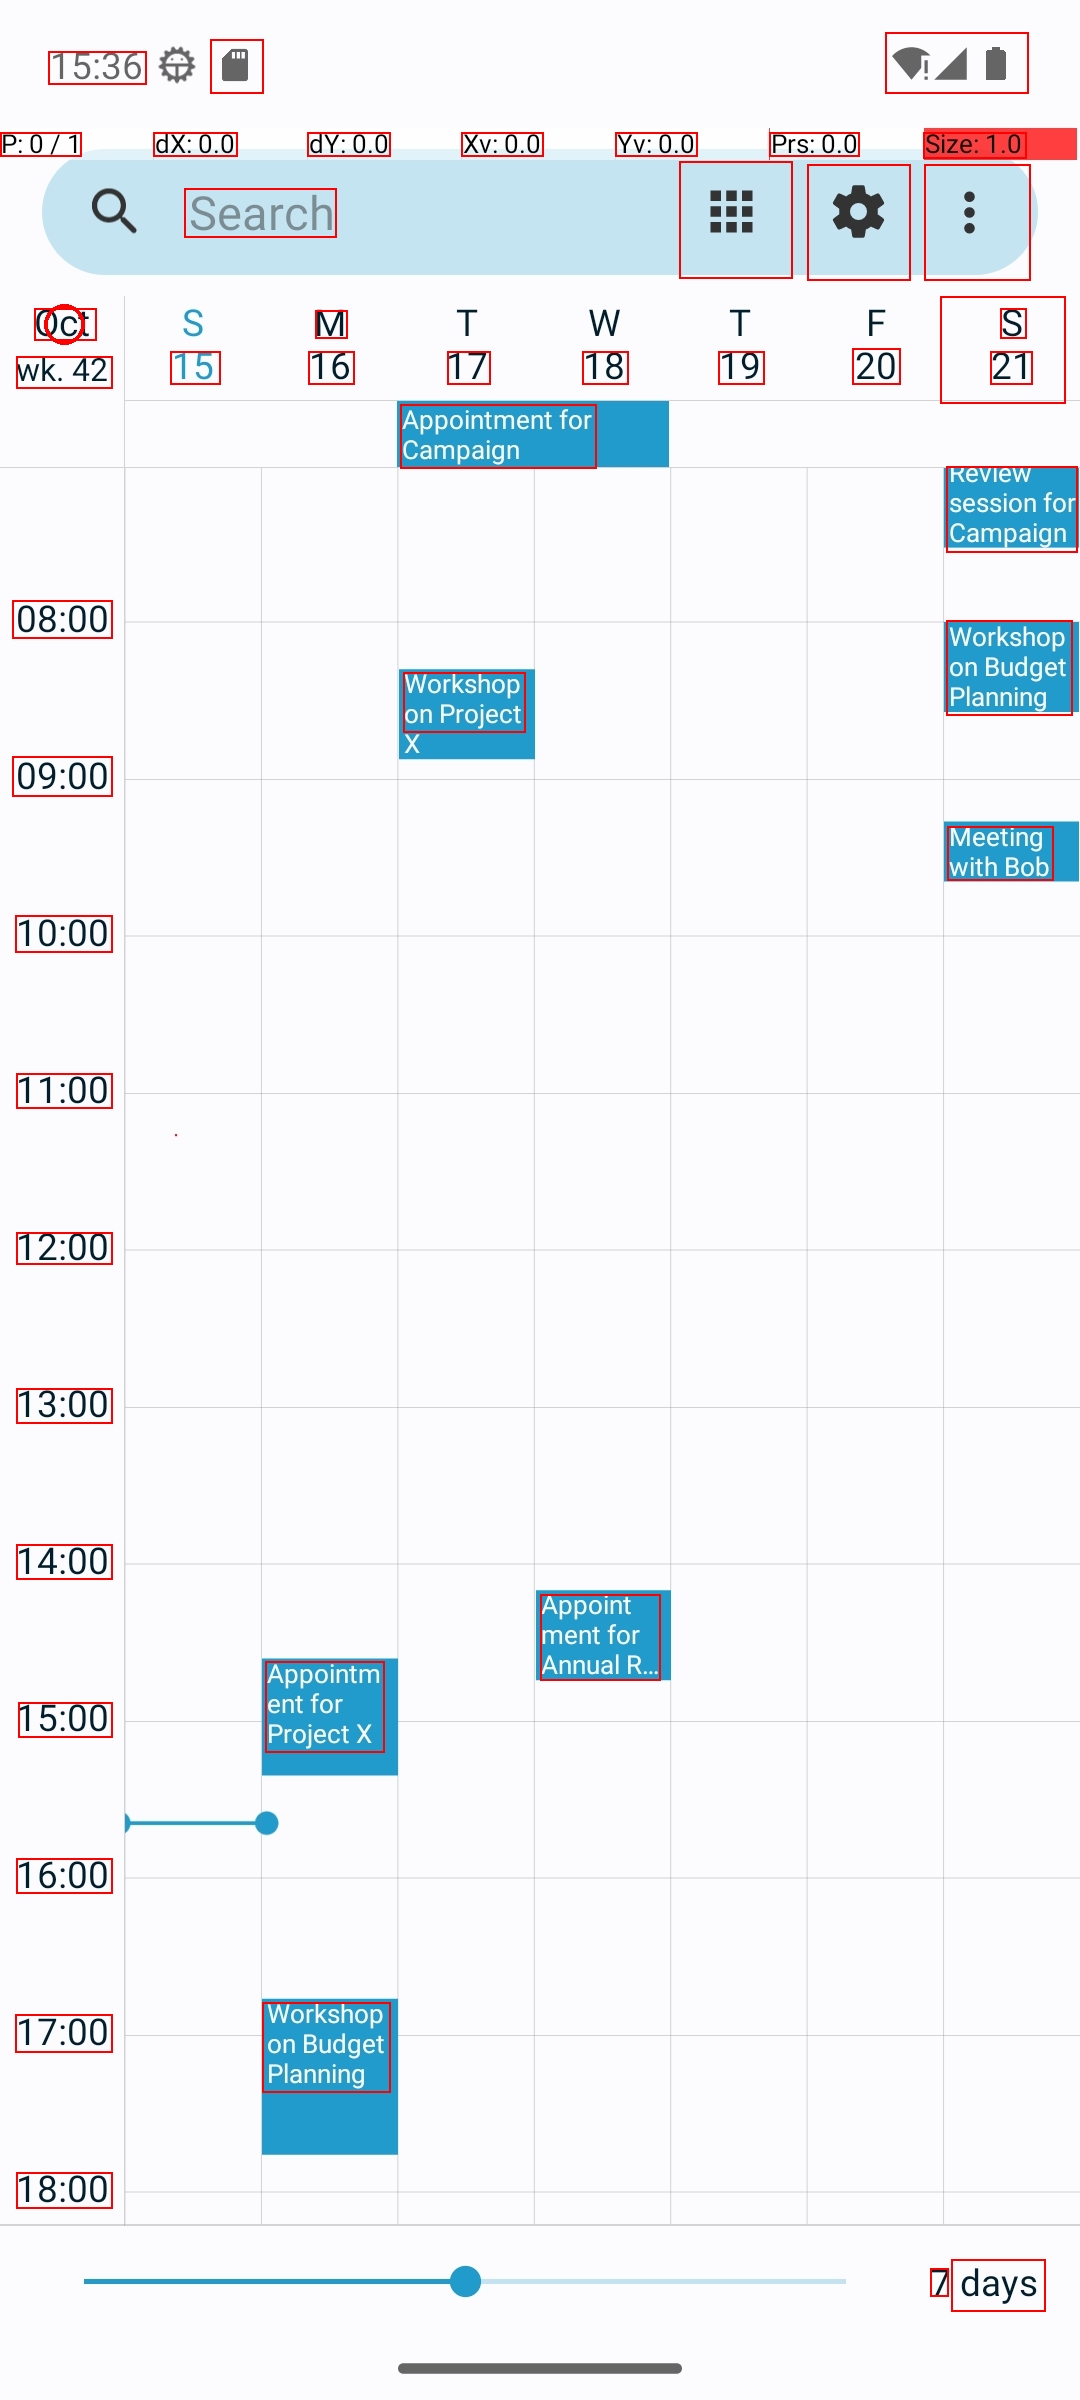 15:36
P: 0 / 1 dX: 0.0 dY: 0.0 Xv: 0.0 Yv: 0.0 Prs: 0.0 Size: 1.0
Search
Oct S M T W T F S
wk. 42 15 16 17 18 19 20 21
Appointment for
Campaign
Review
session for
Campaign
08:00
Workshop
on Budget
Planning
Workshop
on Project
X
09:00
Meeting
with Bob
10:00
11:00
12:00
13:00
14:00
Appoint
ment for
Annual R...
Appointm
ent for
Project X
15:00
16:00
Workshop
on Budget
Planning
17:00
18:00
7 days